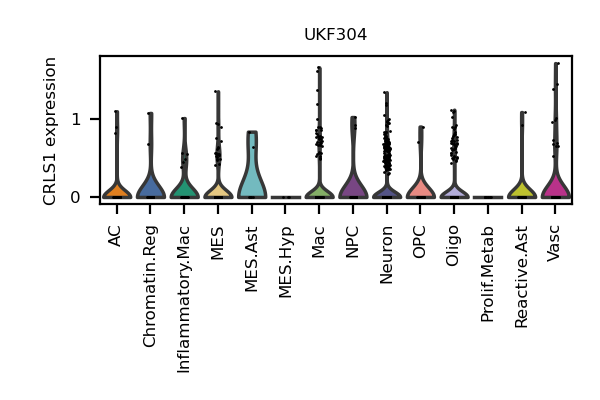 UKF304
CRLS1 expression
1
0
AC
Chromatin.Reg
Inflammatory.Mac
MES
MES.Ast
MES.Hyp
Mac
NPC
Neuron
OPC
Oligo
Prolif.Metab
Reactive.Ast
Vasc